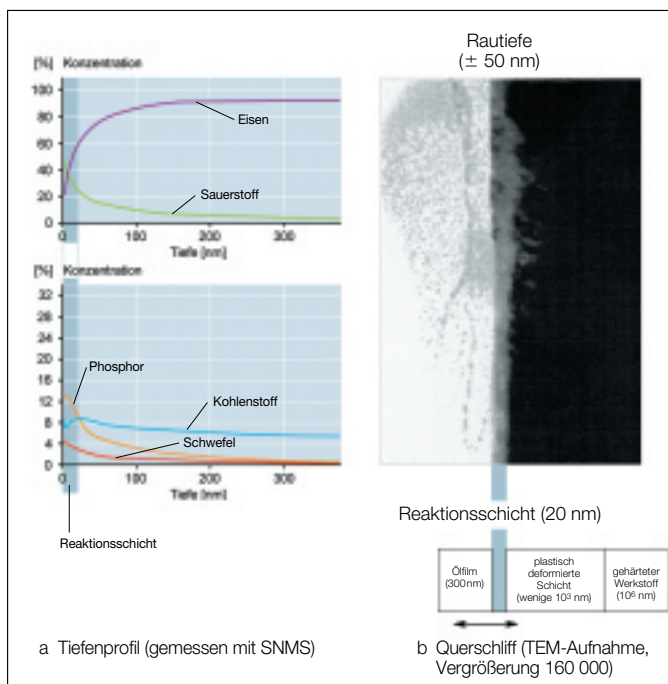 [%] Konzentration
100
80
60
40
20
0
Eisen
Sauerstoff
0 100 200 300
Tiefe [nm]
[%] Konzentration
32
28
24
20
16
12
8
4
0
Phosphor
Kohlenstoff
Schwefel
0 100 200 300
Tiefe [nm]
Reaktionsschicht
a Tiefenprofil (gemessen mit SNMS)
Rautiefe
(± 50 nm)
Reaktionsschicht (20 nm)
Ölfilm
(300 nm)
plastisch
deformierte
Schicht
(wenige 10³ nm)
gehärteter
Werkstoff
(10⁶ nm)
b Querschliff (TEM-Aufnahme,
Vergrößerung 160 000)